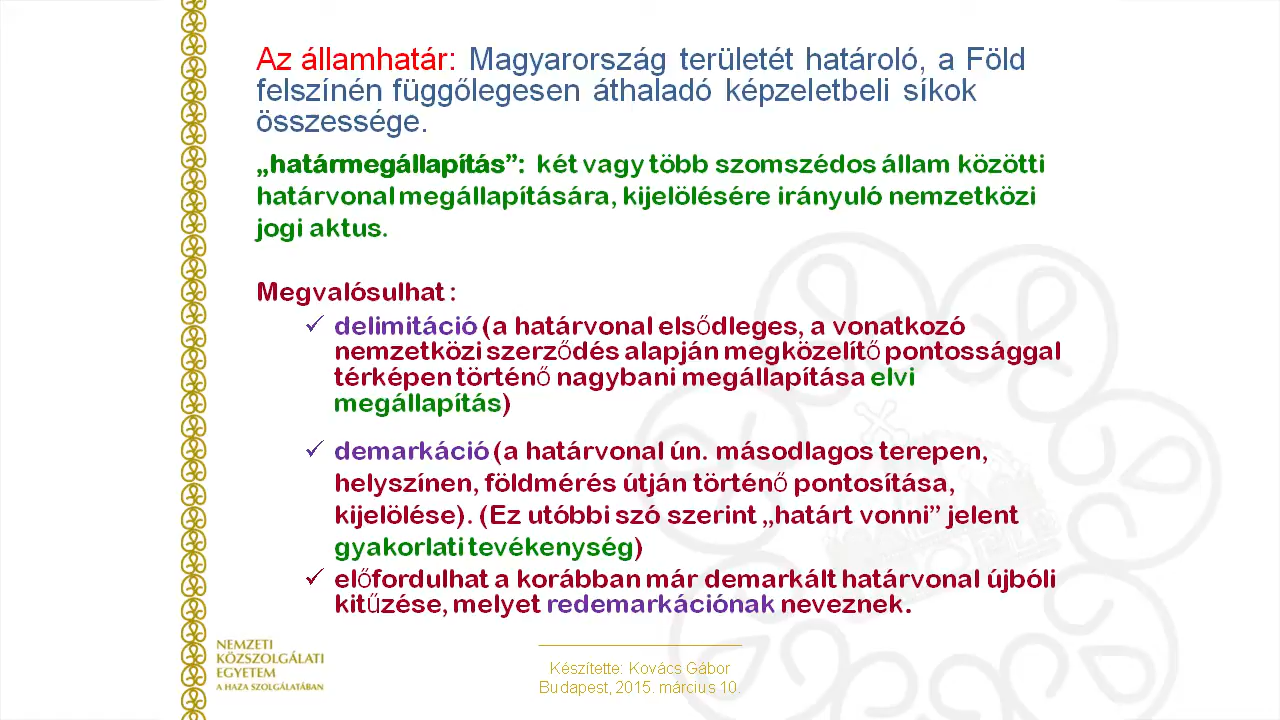 Az államhatár: Magyarország területét határoló, a Föld
felszínén függőlegesen áthaladó képzeletbeli síkok
összessége.
„határmegállapítás”: két vagy több szomszédos állam közötti
határvonal megállapítására, kijelölésére irányuló nemzetközi
jogi aktus.
Megvalósulhat :
✓ delimitáció (a határvonal elsődleges, a vonatkozó
nemzetközi szerződés alapján megközelítő pontossággal
térképen történő nagybani megállapítása elvi
megállapítás)
✓ demarkáció (a határvonal ún. másodlagos terepen,
helyszínen, földmérés útján történő pontosítása,
kijelölése). (Ez utóbbi szó szerint „határt vonni” jelent
gyakorlati tevékenység)
✓ előfordulhat a korábban már demarkált határvonal újbóli
kitűzése, melyet redemarkációnak neveznek.
NEMZETI
KÖZSZOLGÁLATI
EGYETEM
A HAZA SZOLGÁLATÁBAN
Készítette: Kovács Gábor
Budapest, 2015. március 10.